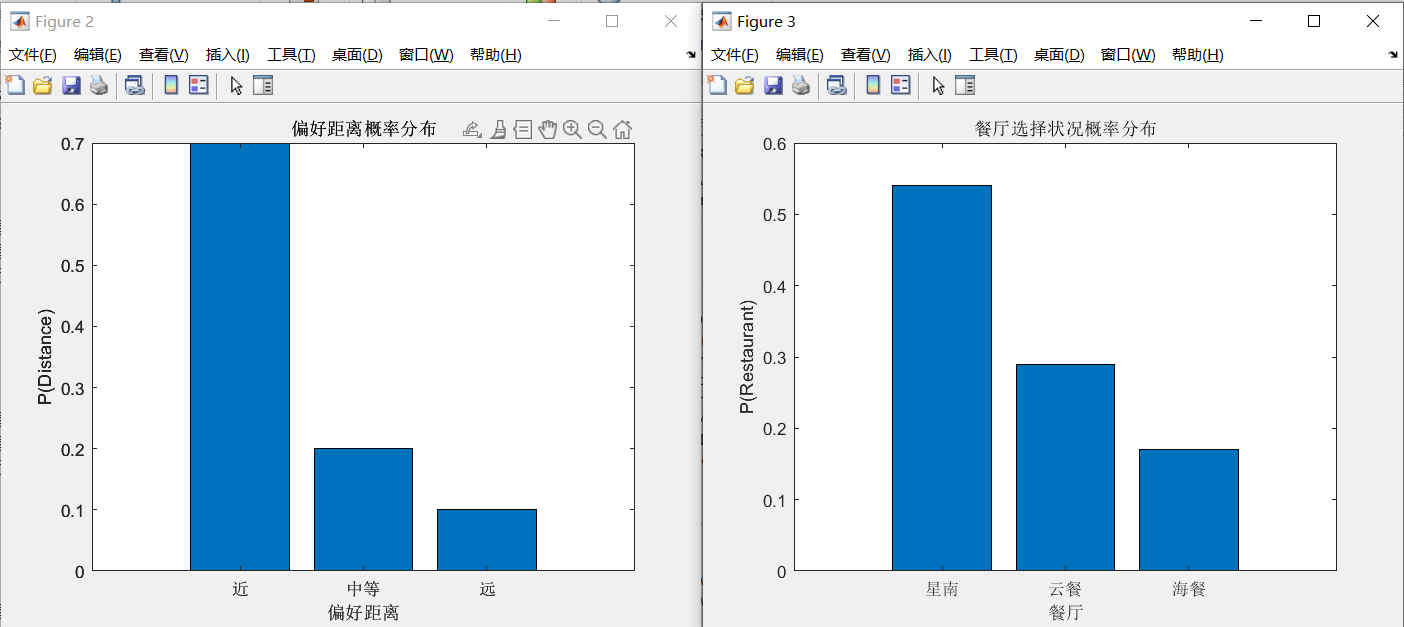 Figure 2
文件(F) 编辑(E) 查看(V) 插入(I) 工具(T) 桌面(D) 窗口(W) 帮助(H)
偏好距离概率分布
0.7
0.6
0.5
0.4
0.3
0.2
0.1
0
P(Distance)
近 中等 远
偏好距离
Figure 3
文件(F) 编辑(E) 查看(V) 插入(I) 工具(T) 桌面(D) 窗口(W) 帮助(H)
餐厅选择状况概率分布
0.6
0.5
0.4
0.3
0.2
0.1
0
P(Restaurant)
星南 云餐 海餐
餐厅